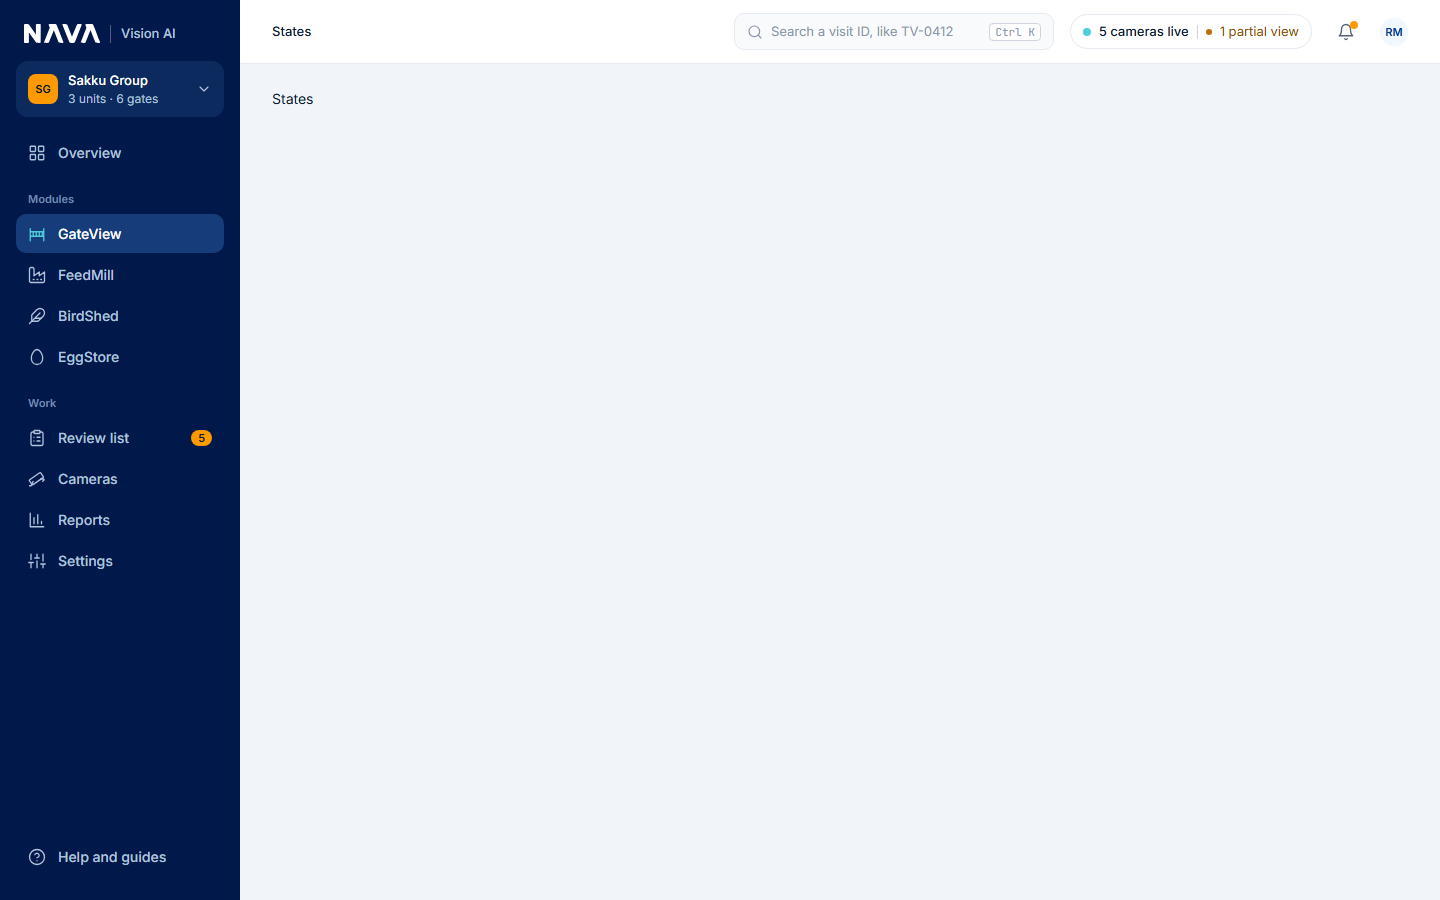 NAVA Vision AI
SG
Sakku Group
3 units · 6 gates
Overview
Modules
GateView
FeedMill
BirdShed
EggStore
Work
Review list 5
Cameras
Reports
Settings
Help and guides
States
Search a visit ID, like TV-0412 Ctrl K
5 cameras live
1 partial view
RM
States